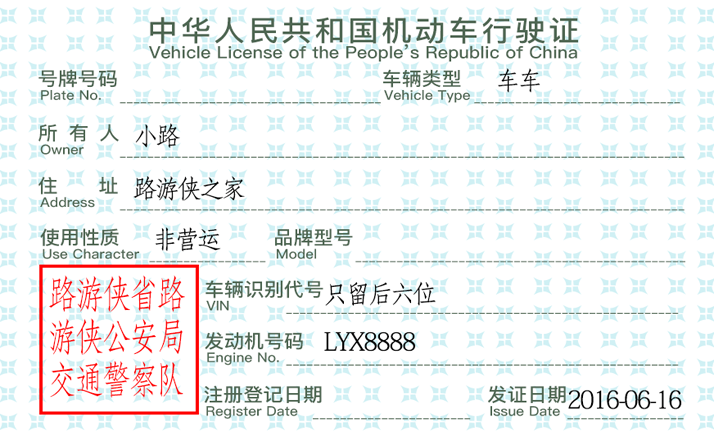 中华人民共和国机动车行驶证
Vehicle License of the People's Republic of China
号牌号码 车辆类型 车车
Plate No. Vehicle Type
所有人 小路
Owner
住址 路游侠之家
Address
使用性质 非营运 品牌型号
Use Character Model
路游侠省路
游侠公安局
交通警察队
车辆识别代号 只留后六位
VIN
发动机号码 LYX8888
Engine No.
注册登记日期 发证日期 2016-06-16
Register Date Issue Date